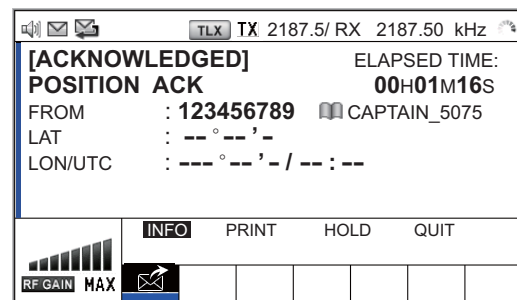 TLX TX 2187.5/ RX 2187.50 kHz
[ACKNOWLEDGED] ELAPSED TIME:
POSITION ACK 00H01M16S
FROM : 123456789 CAPTAIN_5075
LAT : --°--'-
LON/UTC : ---°--'-/--:--
INFO PRINT HOLD QUIT
RF GAIN MAX